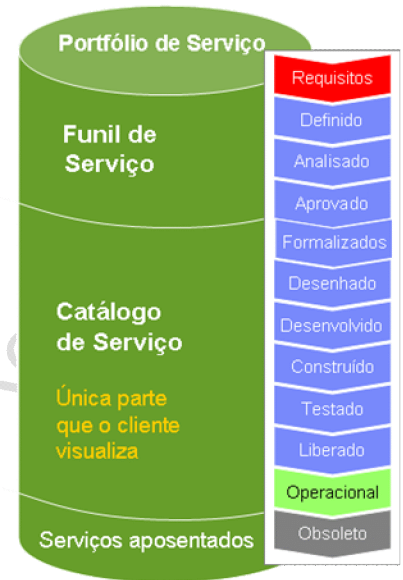 Portfólio de Serviço
Funil de
Serviço
Catálogo
de Serviço
Única parte
que o cliente
visualiza
Serviços aposentados
Requisitos
Definido
Analisado
Aprovado
Formalizados
Desenhado
Desenvolvido
Construído
Testado
Liberado
Operacional
Obsoleto